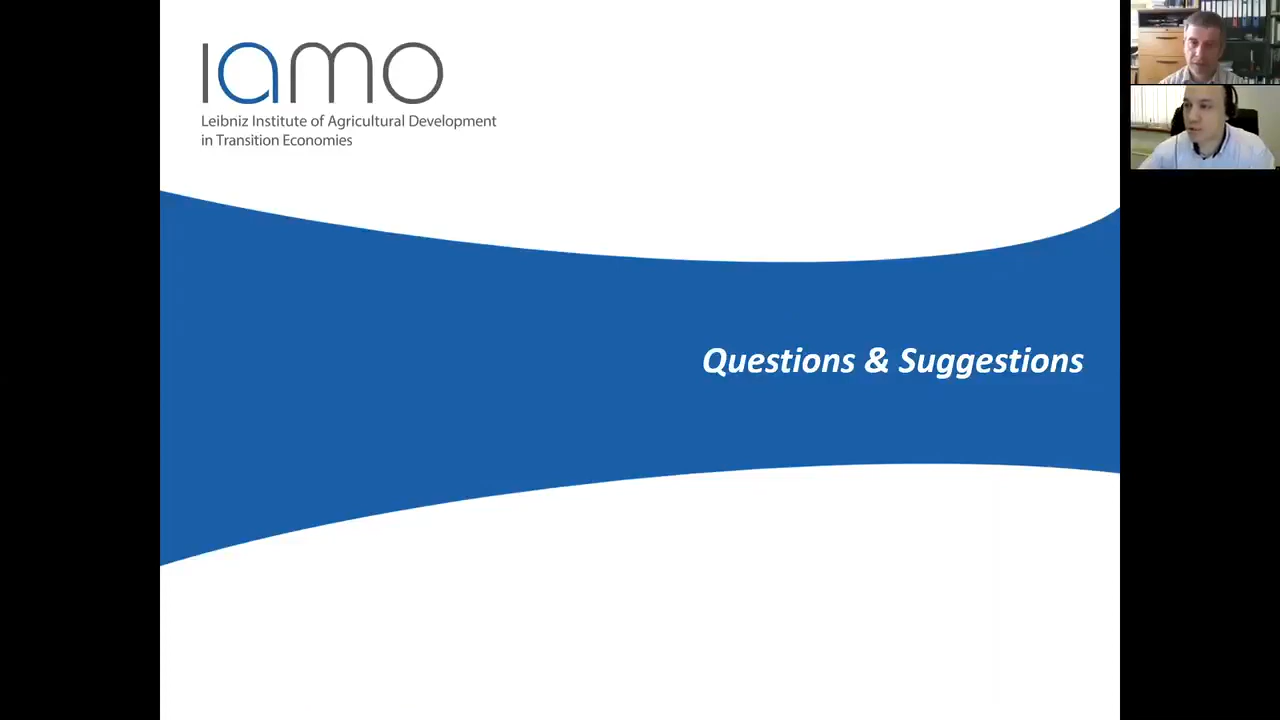 iamo
Leibniz Institute of Agricultural Development
in Transition Economies
Questions & Suggestions